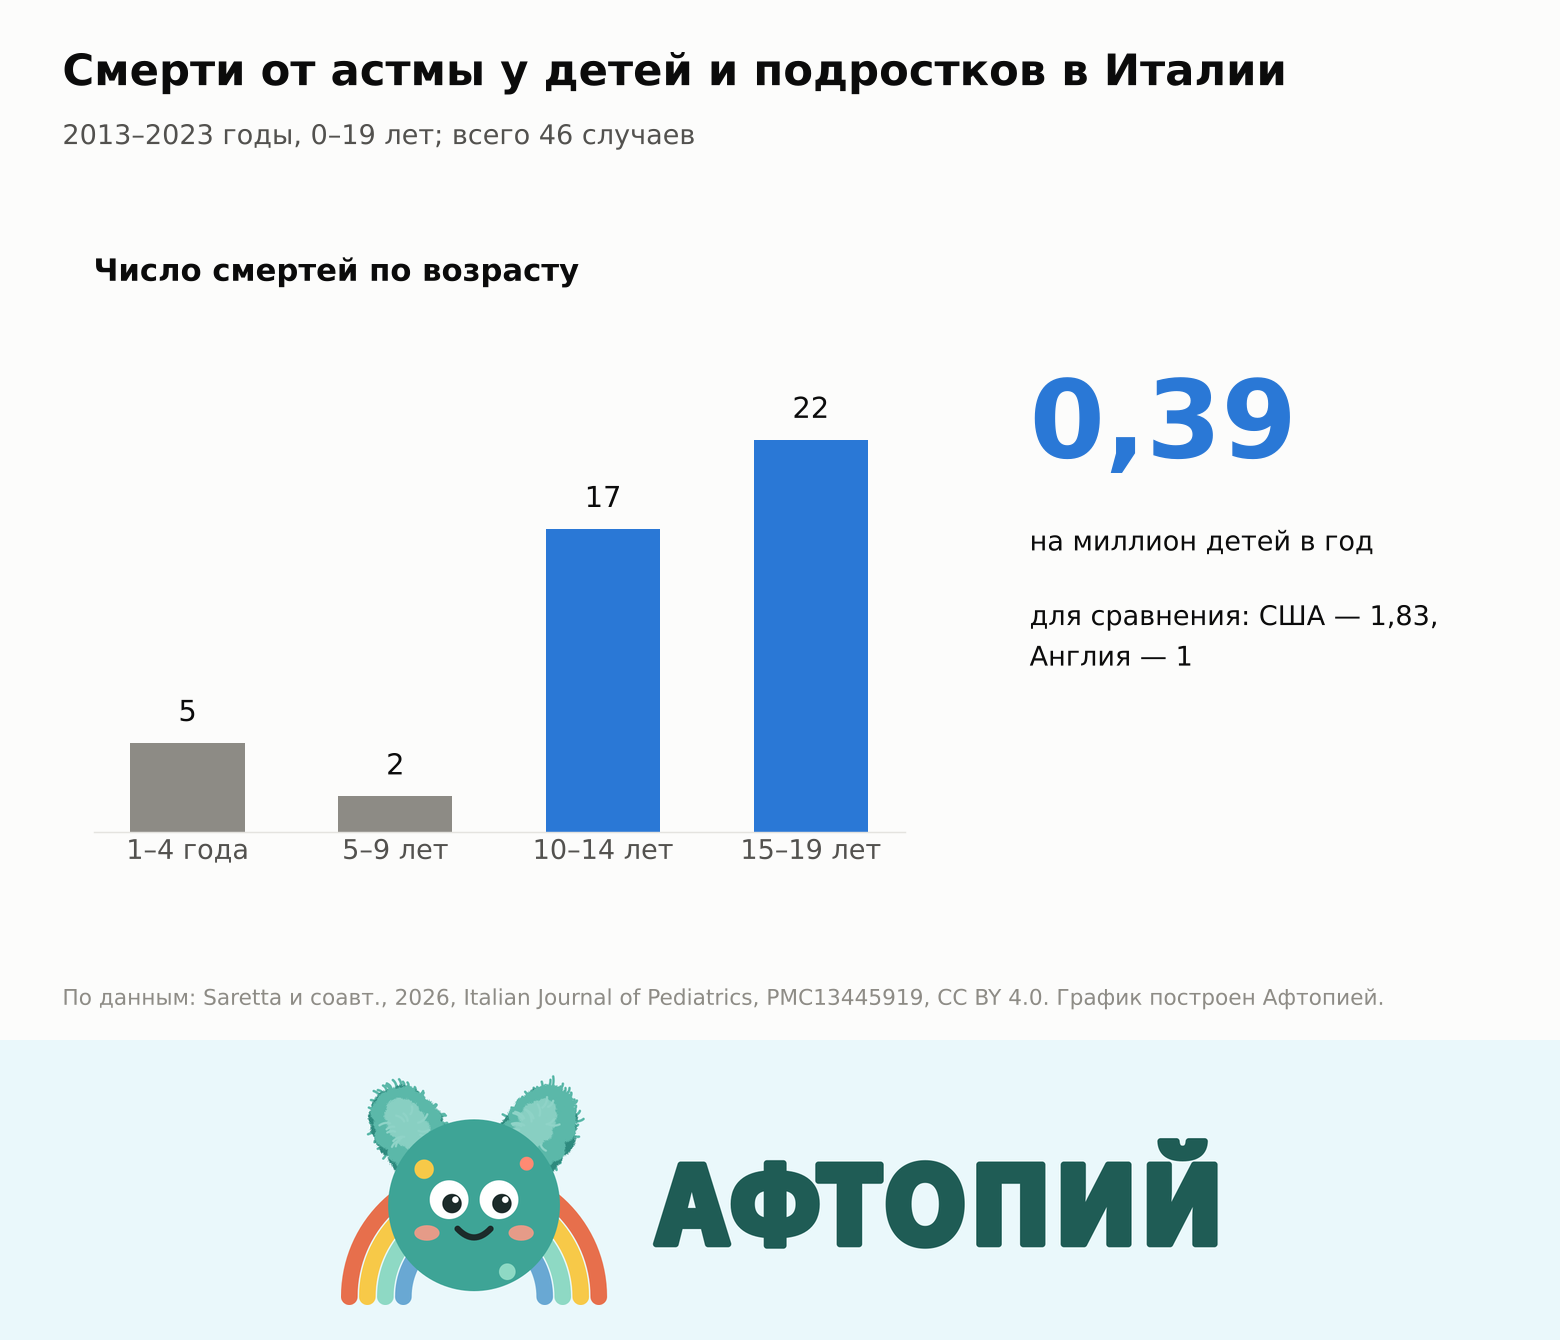 Смерти от астмы у детей и подростков в Италии
2013–2023 годы, 0–19 лет; всего 46 случаев
Число смертей по возрасту
5
2
17
22
1–4 года
5–9 лет
10–14 лет
15–19 лет
0,39
на миллион детей в год
для сравнения: США — 1,83,
Англия — 1
По данным: Saretta и соавт., 2026, Italian Journal of Pediatrics, PMC13445919, CC BY 4.0. График построен Афтопией.
АФТОПИЙ